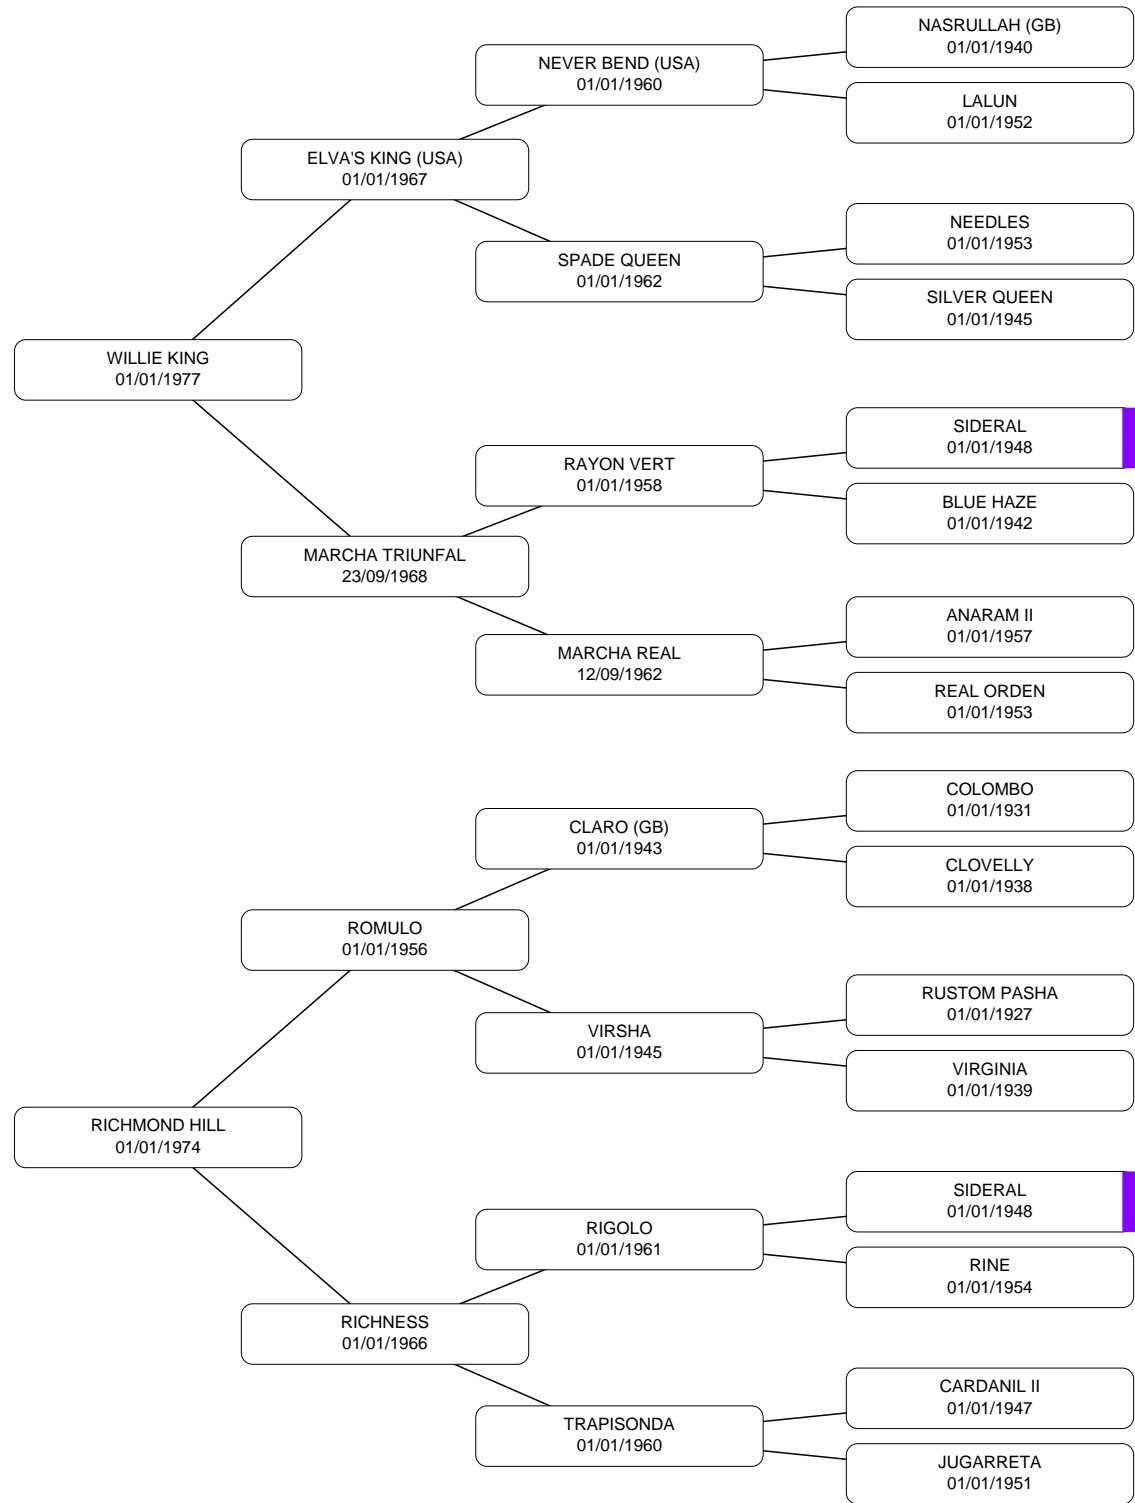 NASRULLAH (GB)
01/01/1940
NEVER BEND (USA)
01/01/1960
LALUN
01/01/1952
ELVA'S KING (USA)
01/01/1967
NEEDLES
01/01/1953
SPADE QUEEN
01/01/1962
SILVER QUEEN
01/01/1945
WILLIE KING
01/01/1977
SIDERAL
01/01/1948
RAYON VERT
01/01/1958
BLUE HAZE
01/01/1942
MARCHA TRIUNFAL
23/09/1968
ANARAM II
01/01/1957
MARCHA REAL
12/09/1962
REAL ORDEN
01/01/1953
COLOMBO
01/01/1931
CLARO (GB)
01/01/1943
CLOVELLY
01/01/1938
ROMULO
01/01/1956
RUSTOM PASHA
01/01/1927
VIRSHA
01/01/1945
VIRGINIA
01/01/1939
RICHMOND HILL
01/01/1974
SIDERAL
01/01/1948
RIGOLO
01/01/1961
RINE
01/01/1954
RICHNESS
01/01/1966
CARDANIL II
01/01/1947
TRAPISONDA
01/01/1960
JUGARRETA
01/01/1951